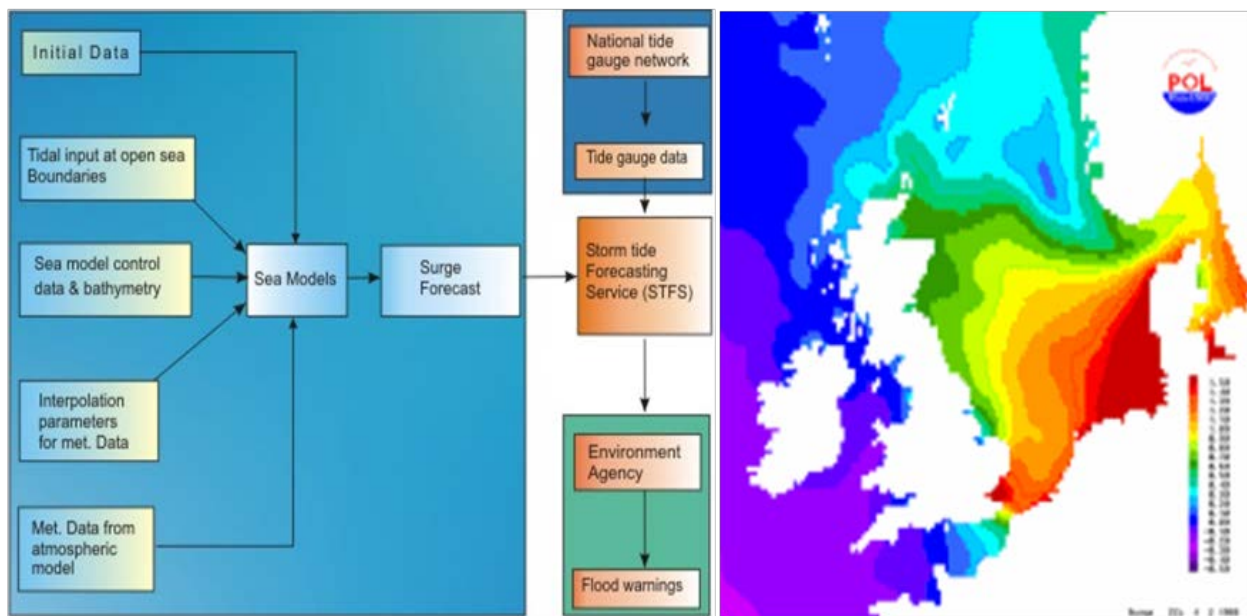 Initial Data
Tidal input at open sea
Boundaries
Sea model control
data & bathymetry
Interpolation
parameters
for met. Data
Met. Data from
atmospheric
model
Sea Models
Surge
Forecast
National tide
gauge network
Tide gauge data
Storm tide
Forecasting
Service (STFS)
Environment
Agency
Flood warnings
POL